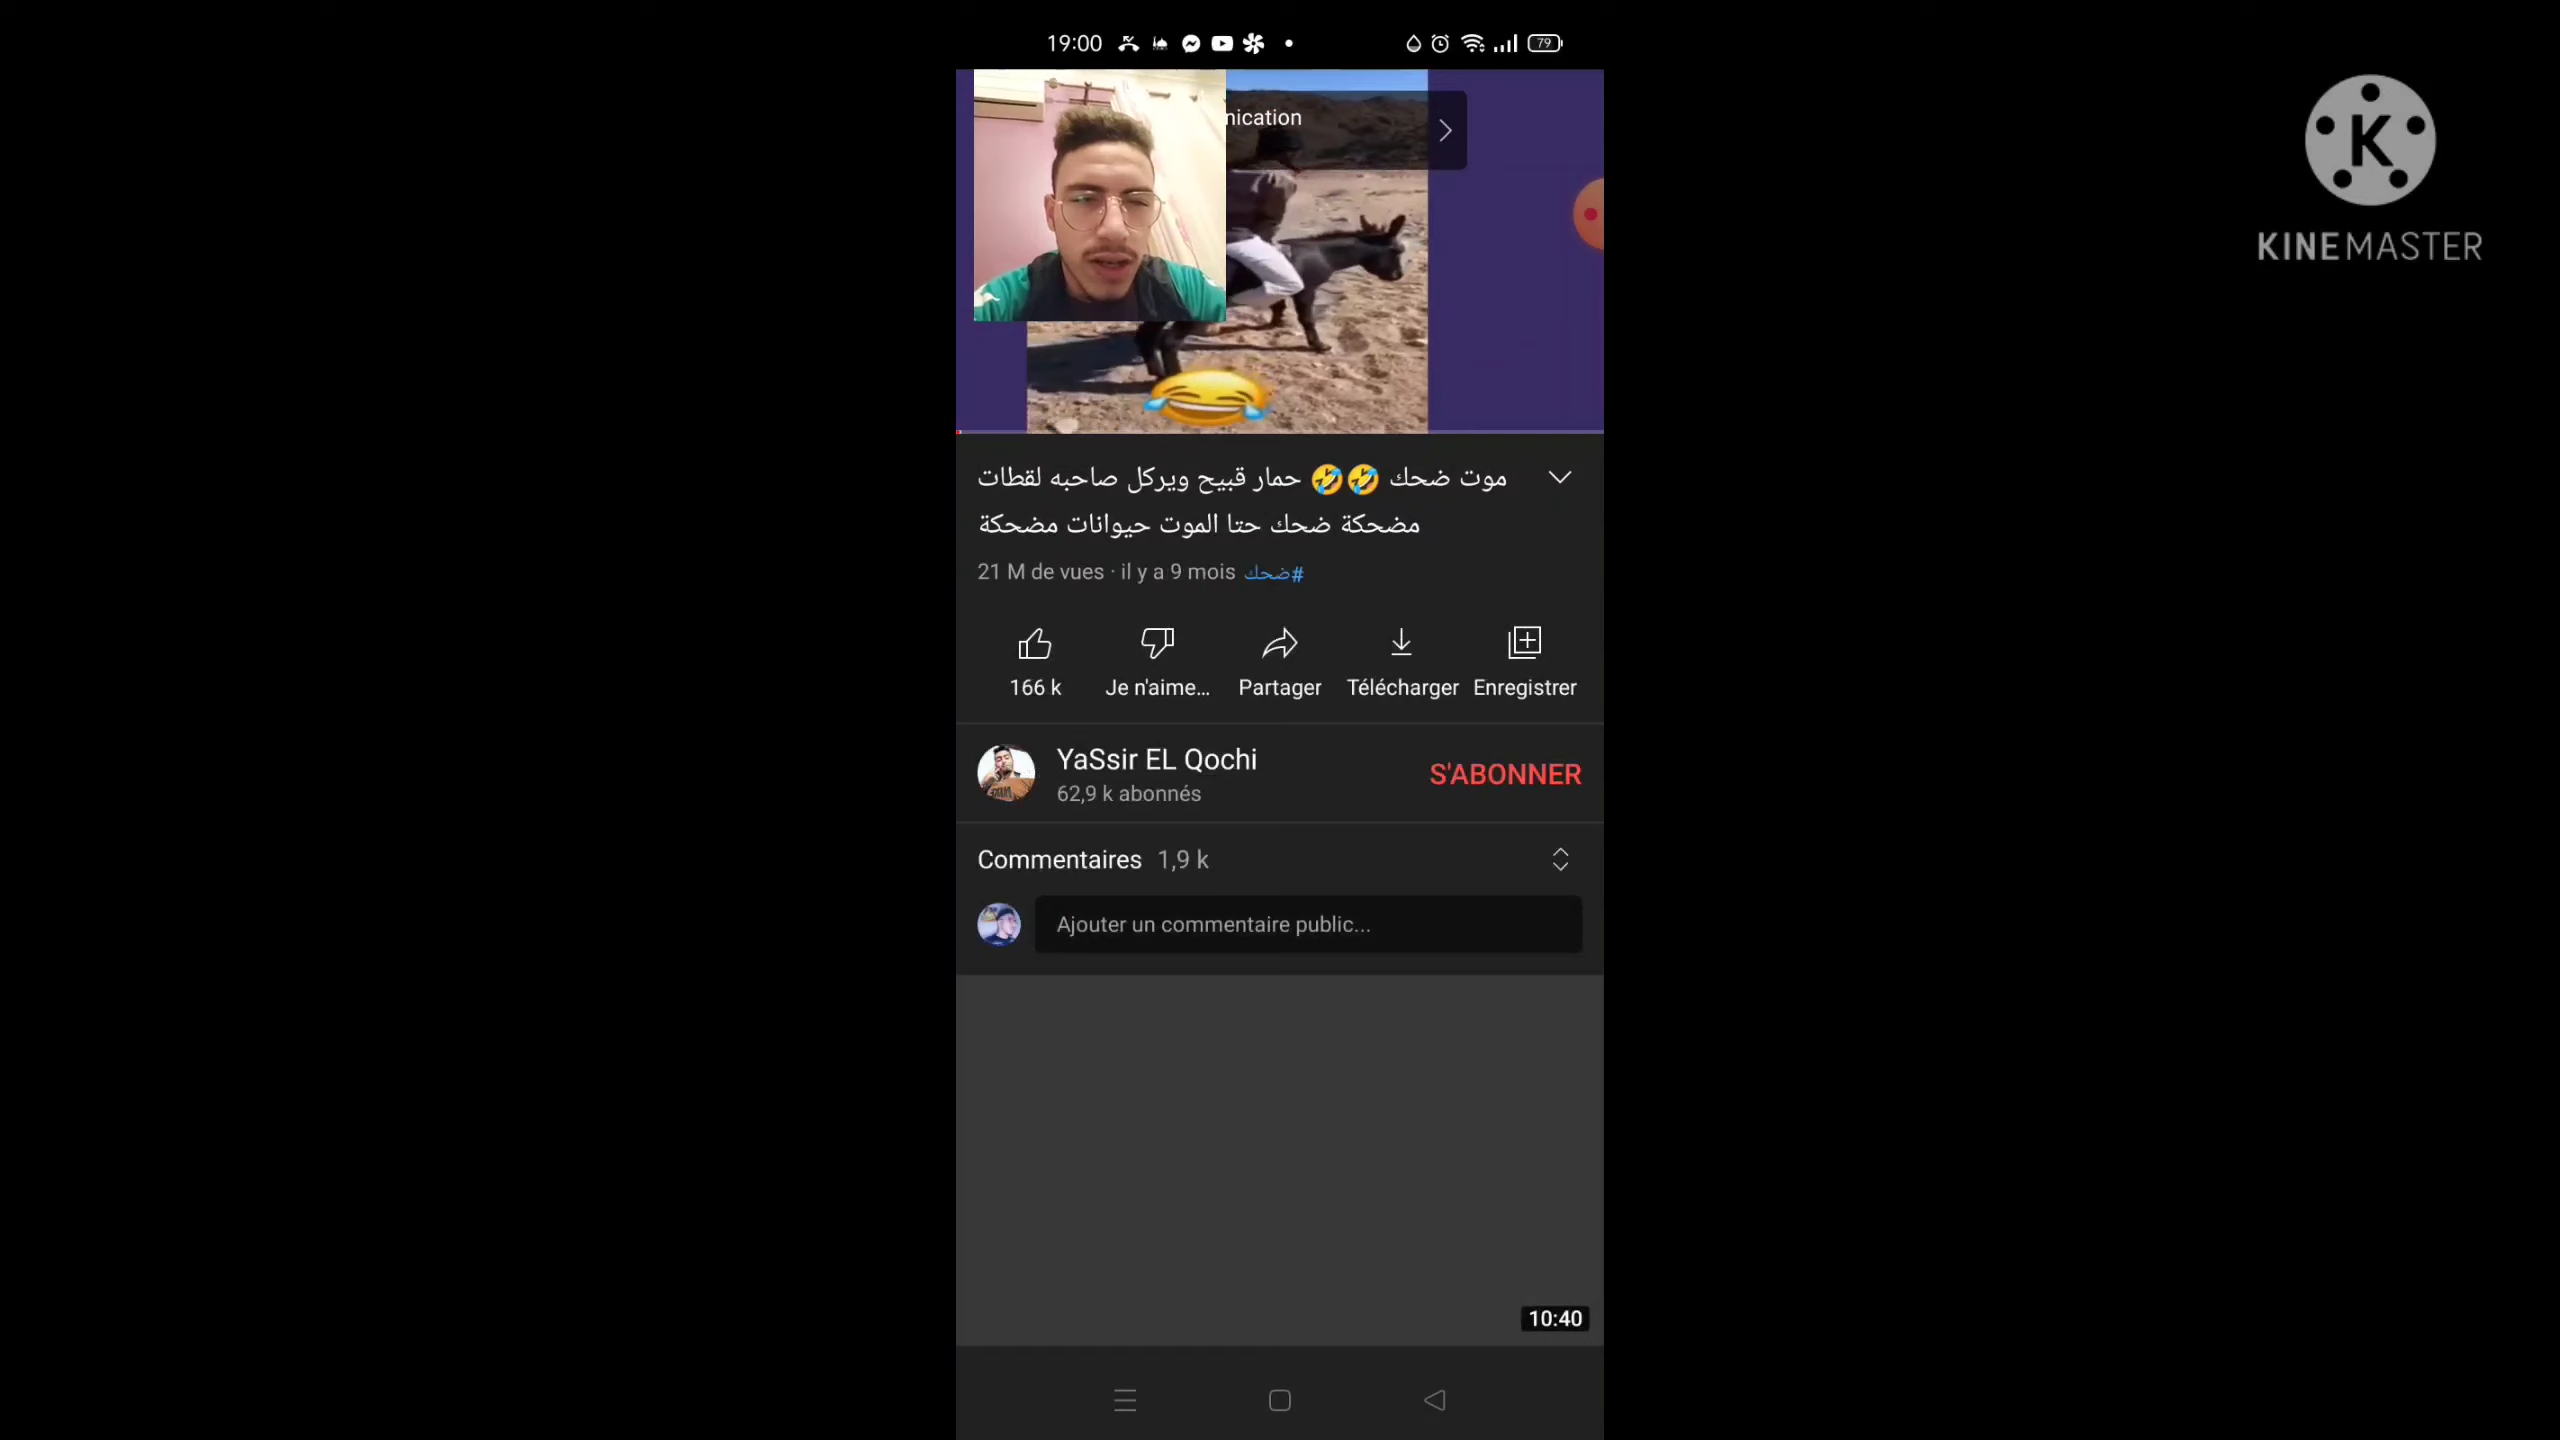 19:00
79
nication
KINEMASTER
موت ضحك 🤣🤣 حمار قبيح ويركل صاحبه لقطات
مضحكة ضحك حتا الموت حيوانات مضحكة
21 M de vues · il y a 9 mois #ضحك
166 k
Je n'aime...
Partager
Télécharger
Enregistrer
YaSsir EL Qochi
62,9 k abonnés
S'ABONNER
Commentaires 1,9 k
Ajouter un commentaire public...
10:40